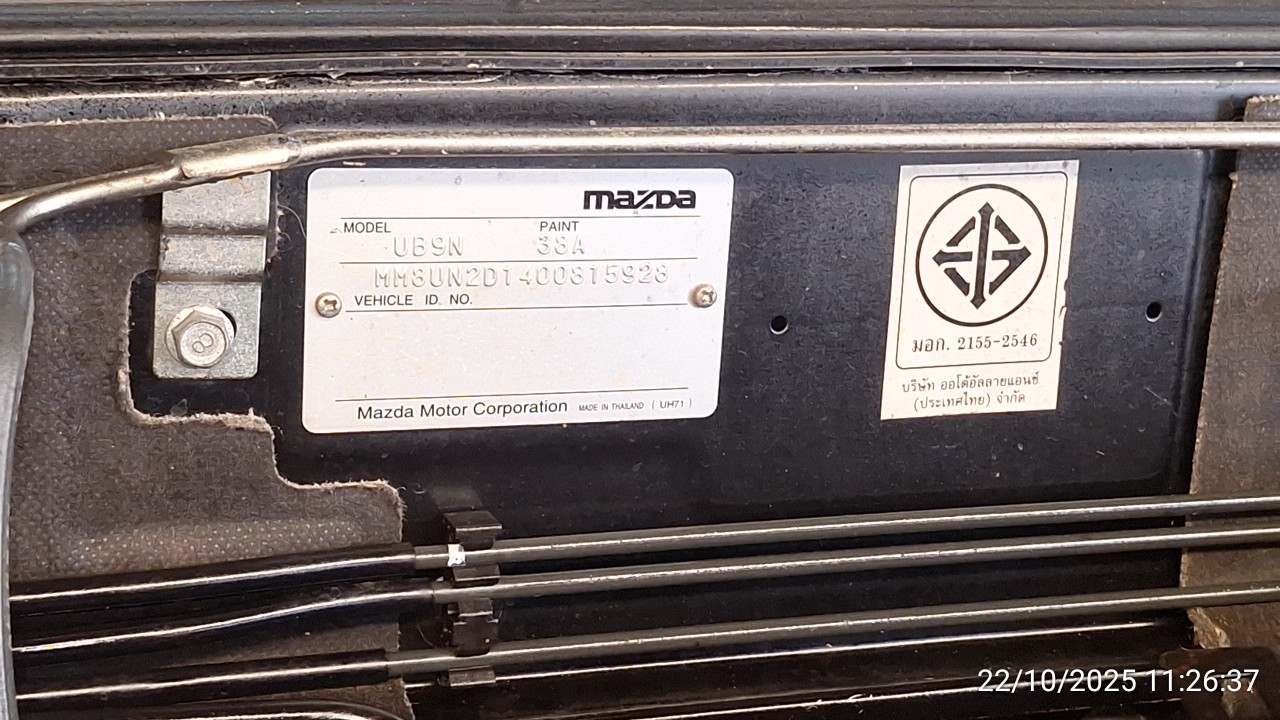 mazda
MODEL PAINT
UB9N 38A
MM8UN2D1400815928
VEHICLE ID. NO.
Mazda Motor Corporation MADE IN THAILAND ( UH71 )
มอก. 2155-2546
บริษัท ออโต้อัลลายแอนซ์
(ประเทศไทย) จำกัด
8
22/10/2025 11:26:37